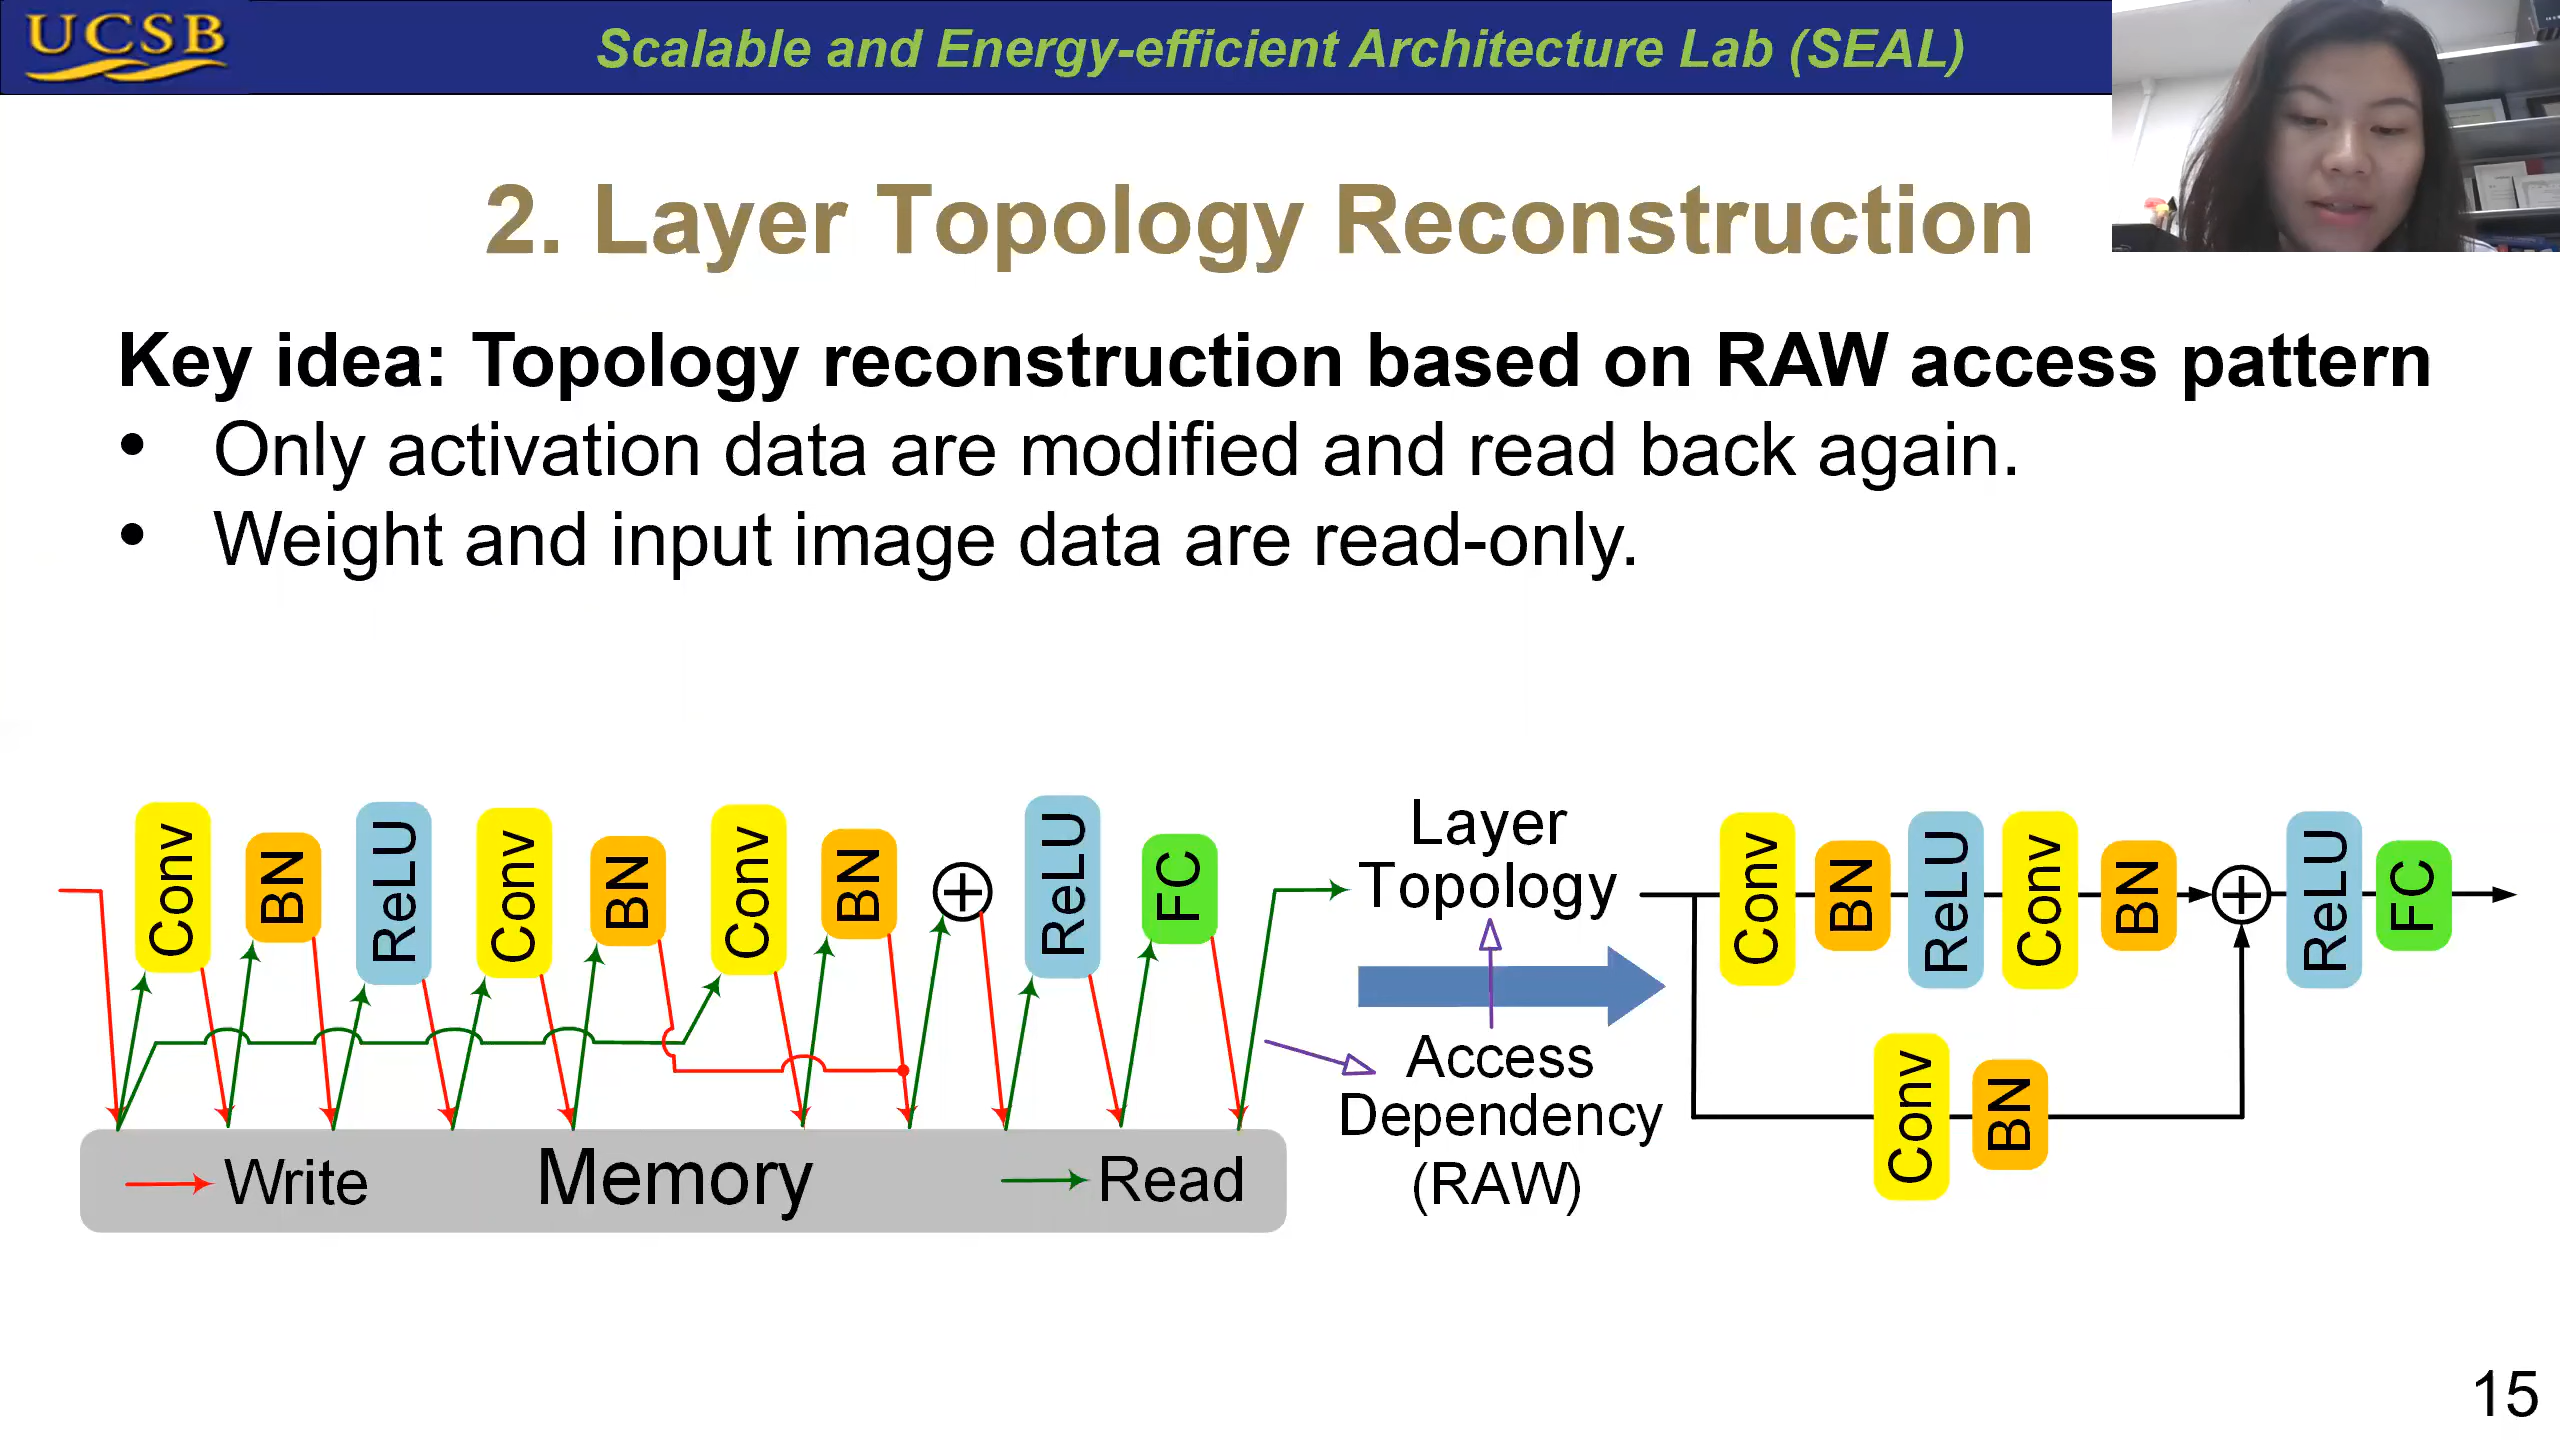 UCSB
Scalable and Energy-efficient Architecture Lab (SEAL)
2. Layer Topology Reconstruction
Key idea: Topology reconstruction based on RAW access pattern
• Only activation data are modified and read back again.
• Weight and input image data are read-only.
Conv BN ReLU Conv BN Conv BN ReLU FC
Write Memory Read
Layer
Topology
Access
Dependency
(RAW)
Conv BN ReLU Conv BN ReLU FC
Conv BN
15